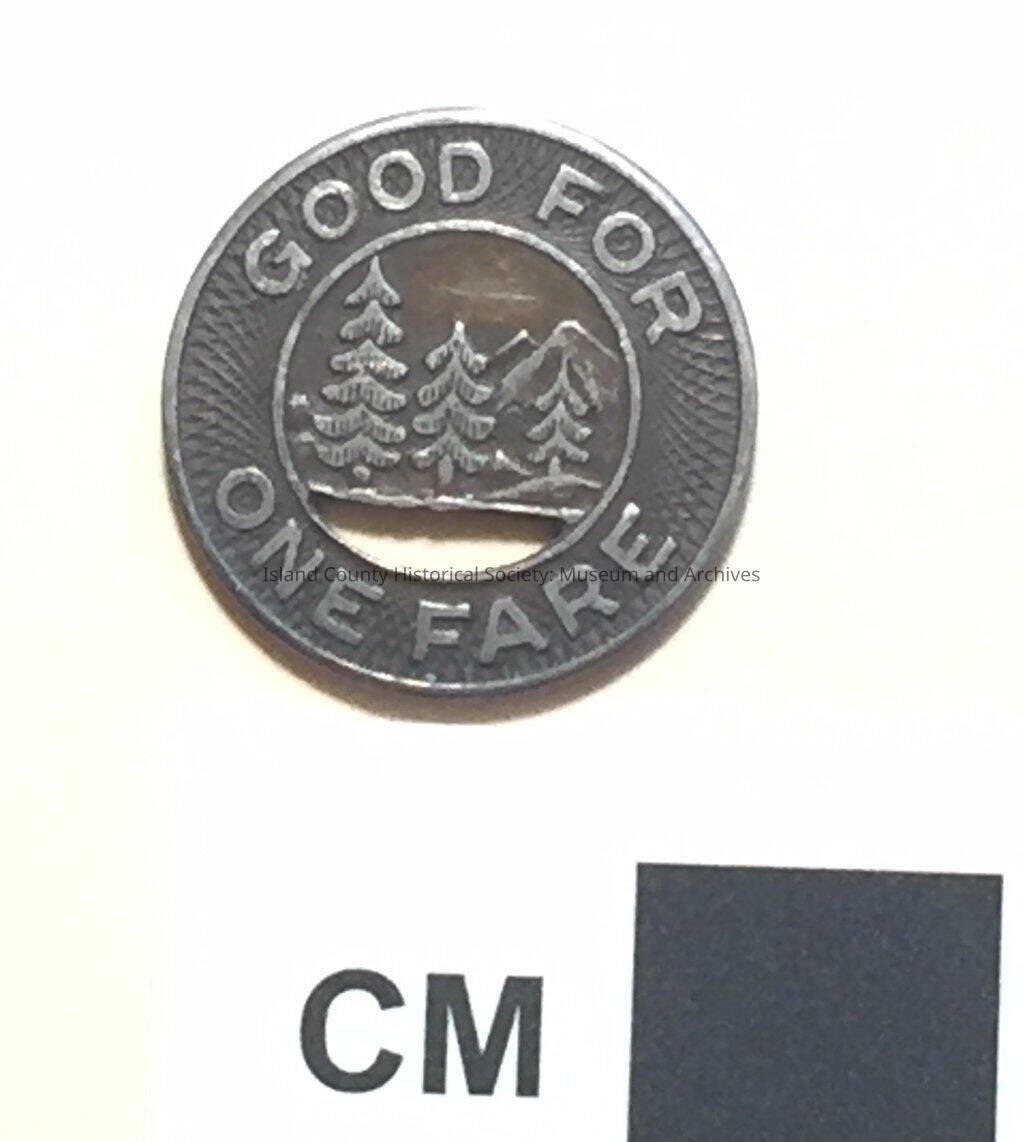 GOOD FOR
ONE FARE
Island County Historical Society: Museum and Archives
CM